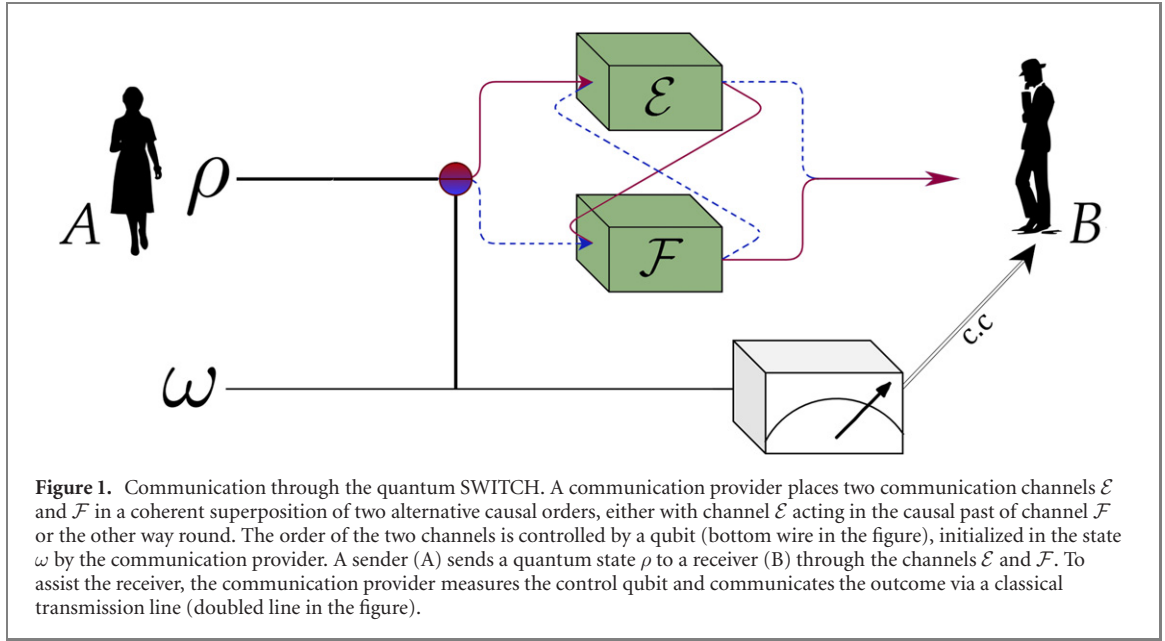 ℰ
A ρ
B
ℱ
c.c
ω
Figure 1. Communication through the quantum SWITCH. A communication provider places two communication channels ℰ
and ℱ in a coherent superposition of two alternative causal orders, either with channel ℰ acting in the causal past of channel ℱ
or the other way round. The order of the two channels is controlled by a qubit (bottom wire in the figure), initialized in the state
ω by the communication provider. A sender (A) sends a quantum state ρ to a receiver (B) through the channels ℰ and ℱ. To
assist the receiver, the communication provider measures the control qubit and communicates the outcome via a classical
transmission line (doubled line in the figure).